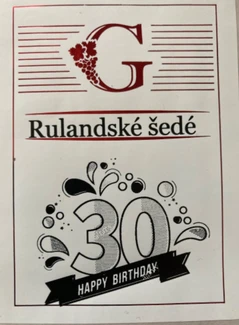 G
Rulandské šedé
30
HAPPY BIRTHDAY